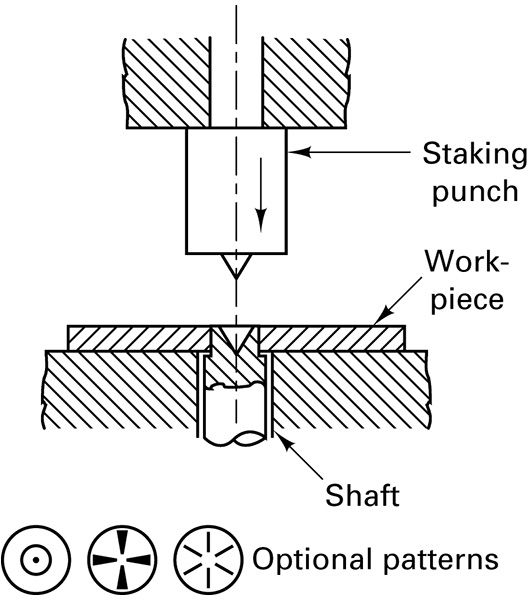 Staking
punch
Work-
piece
Shaft
Optional patterns